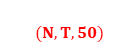 (N, T, 50)